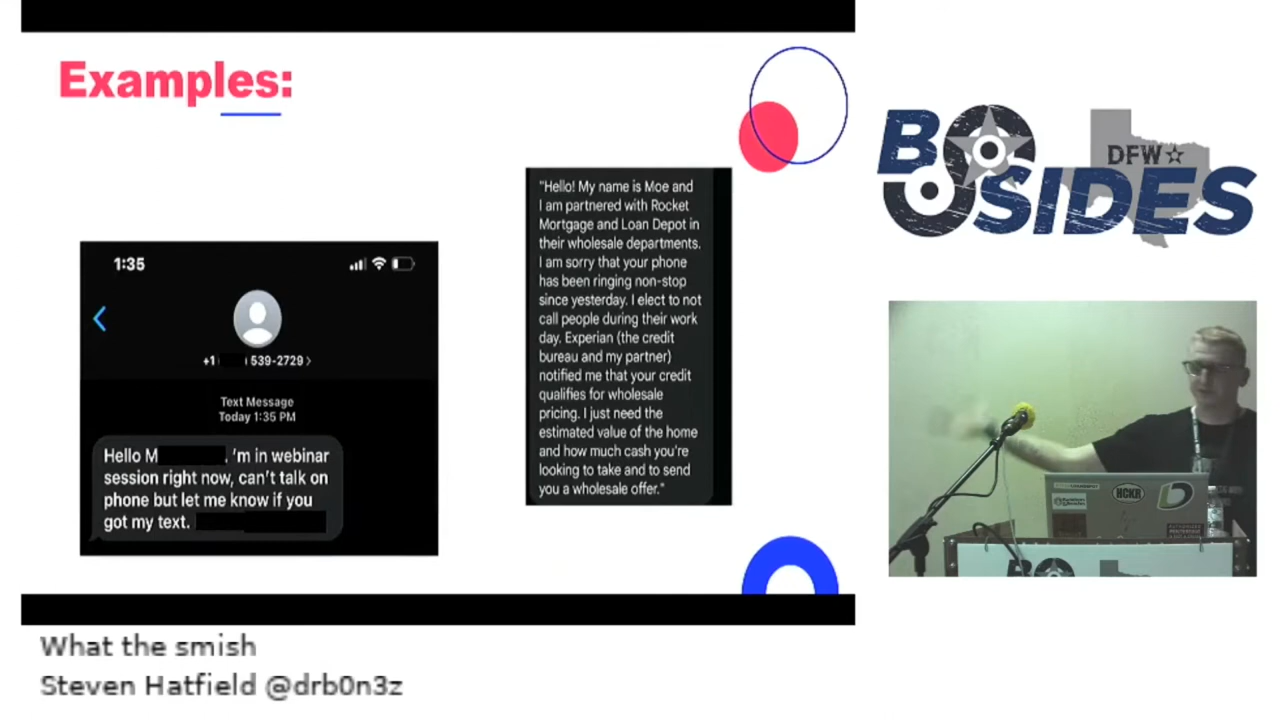 Examples:
1:35
+1 539-2729 >
Text Message
Today 1:35 PM
Hello M , 'm in webinar
session right now, can't talk on
phone but let me know if you
got my text.
"Hello! My name is Moe and
I am partnered with Rocket
Mortgage and Loan Depot in
their wholesale departments.
I am sorry that your phone
has been ringing non-stop
since yesterday. I elect to not
call people during their work
day. Experian (the credit
bureau and my partner)
notified me that your credit
qualifies for wholesale
pricing. I just need the
estimated value of the home
and how much cash you're
looking to take and to send
you a wholesale offer."
BSIDES
DFW
HCKR
What the smish
Steven Hatfield @drb0n3z